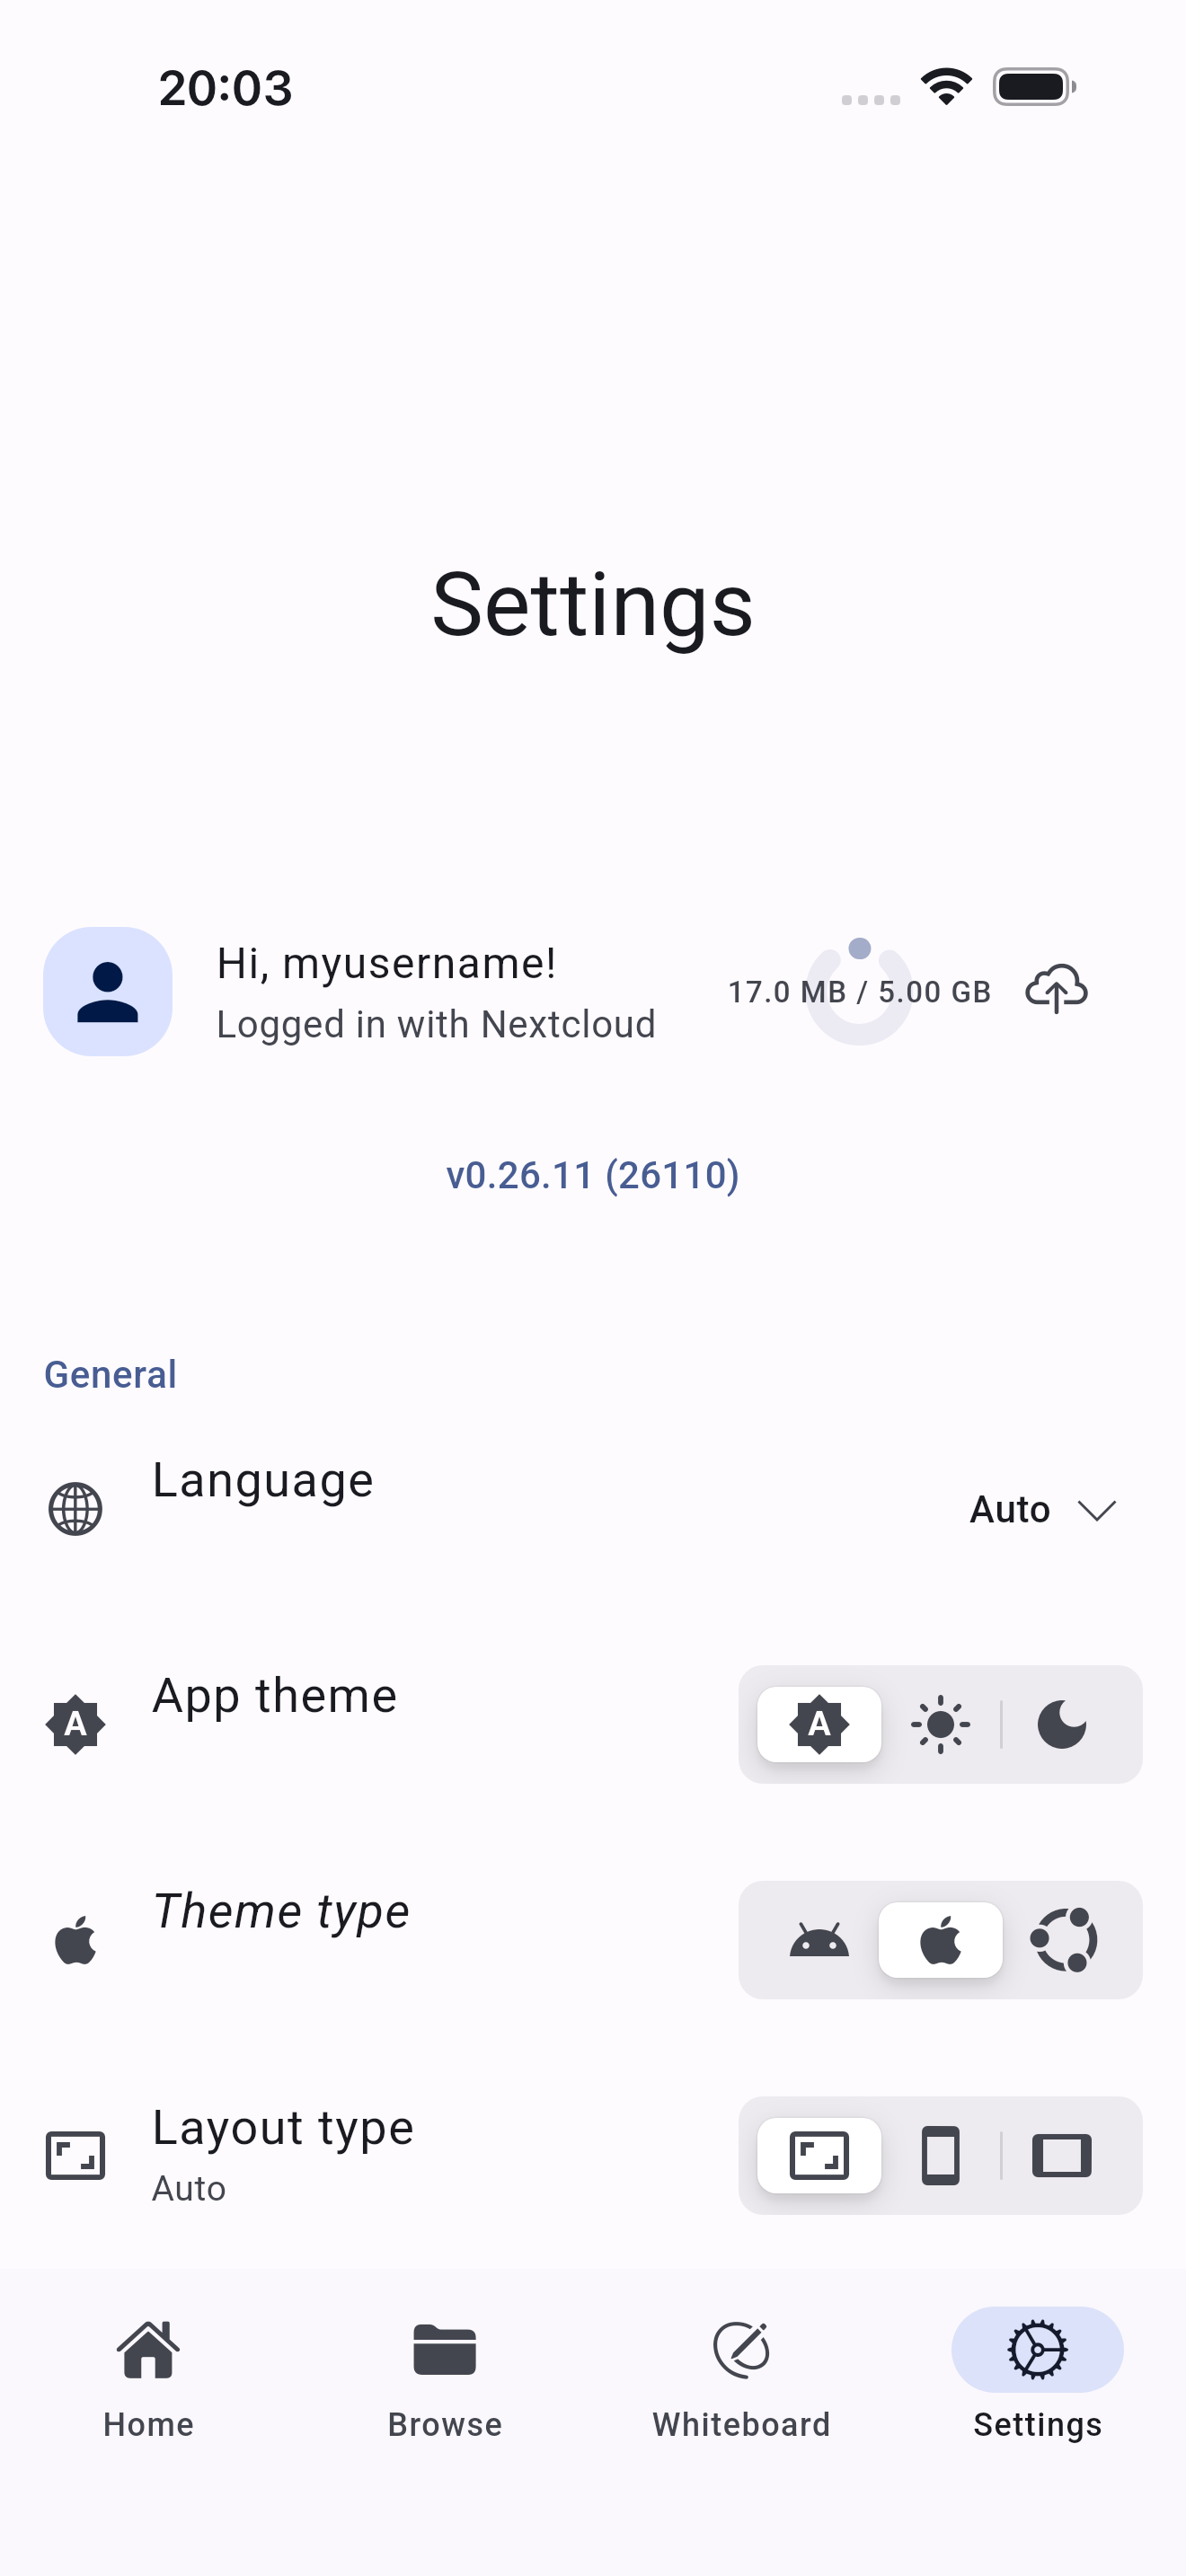 20:03
Settings
Hi, myusername!
Logged in with Nextcloud
17.0 MB / 5.00 GB
v0.26.11 (26110)
General
Language
Auto
App theme
A
A
Theme type
Layout type
Auto
Home
Browse
Whiteboard
Settings